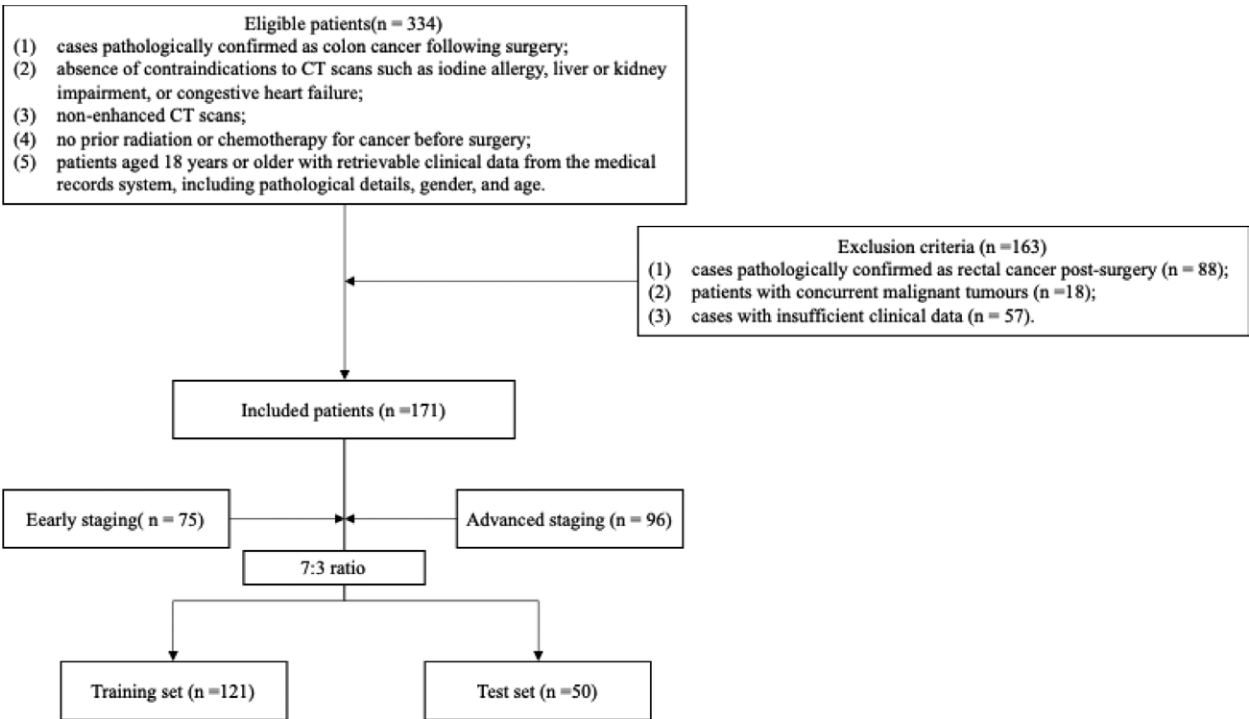 Eligible patients(n = 334)
(1) cases pathologically confirmed as colon cancer following surgery;
(2) absence of contraindications to CT scans such as iodine allergy, liver or kidney
impairment, or congestive heart failure;
(3) non-enhanced CT scans;
(4) no prior radiation or chemotherapy for cancer before surgery;
(5) patients aged 18 years or older with retrievable clinical data from the medical
records system, including pathological details, gender, and age.
Exclusion criteria (n =163)
(1) cases pathologically confirmed as rectal cancer post-surgery (n = 88);
(2) patients with concurrent malignant tumours (n =18);
(3) cases with insufficient clinical data (n = 57).
Included patients (n =171)
Eearly staging( n = 75)
Advanced staging (n = 96)
7:3 ratio
Training set (n =121)
Test set (n =50)